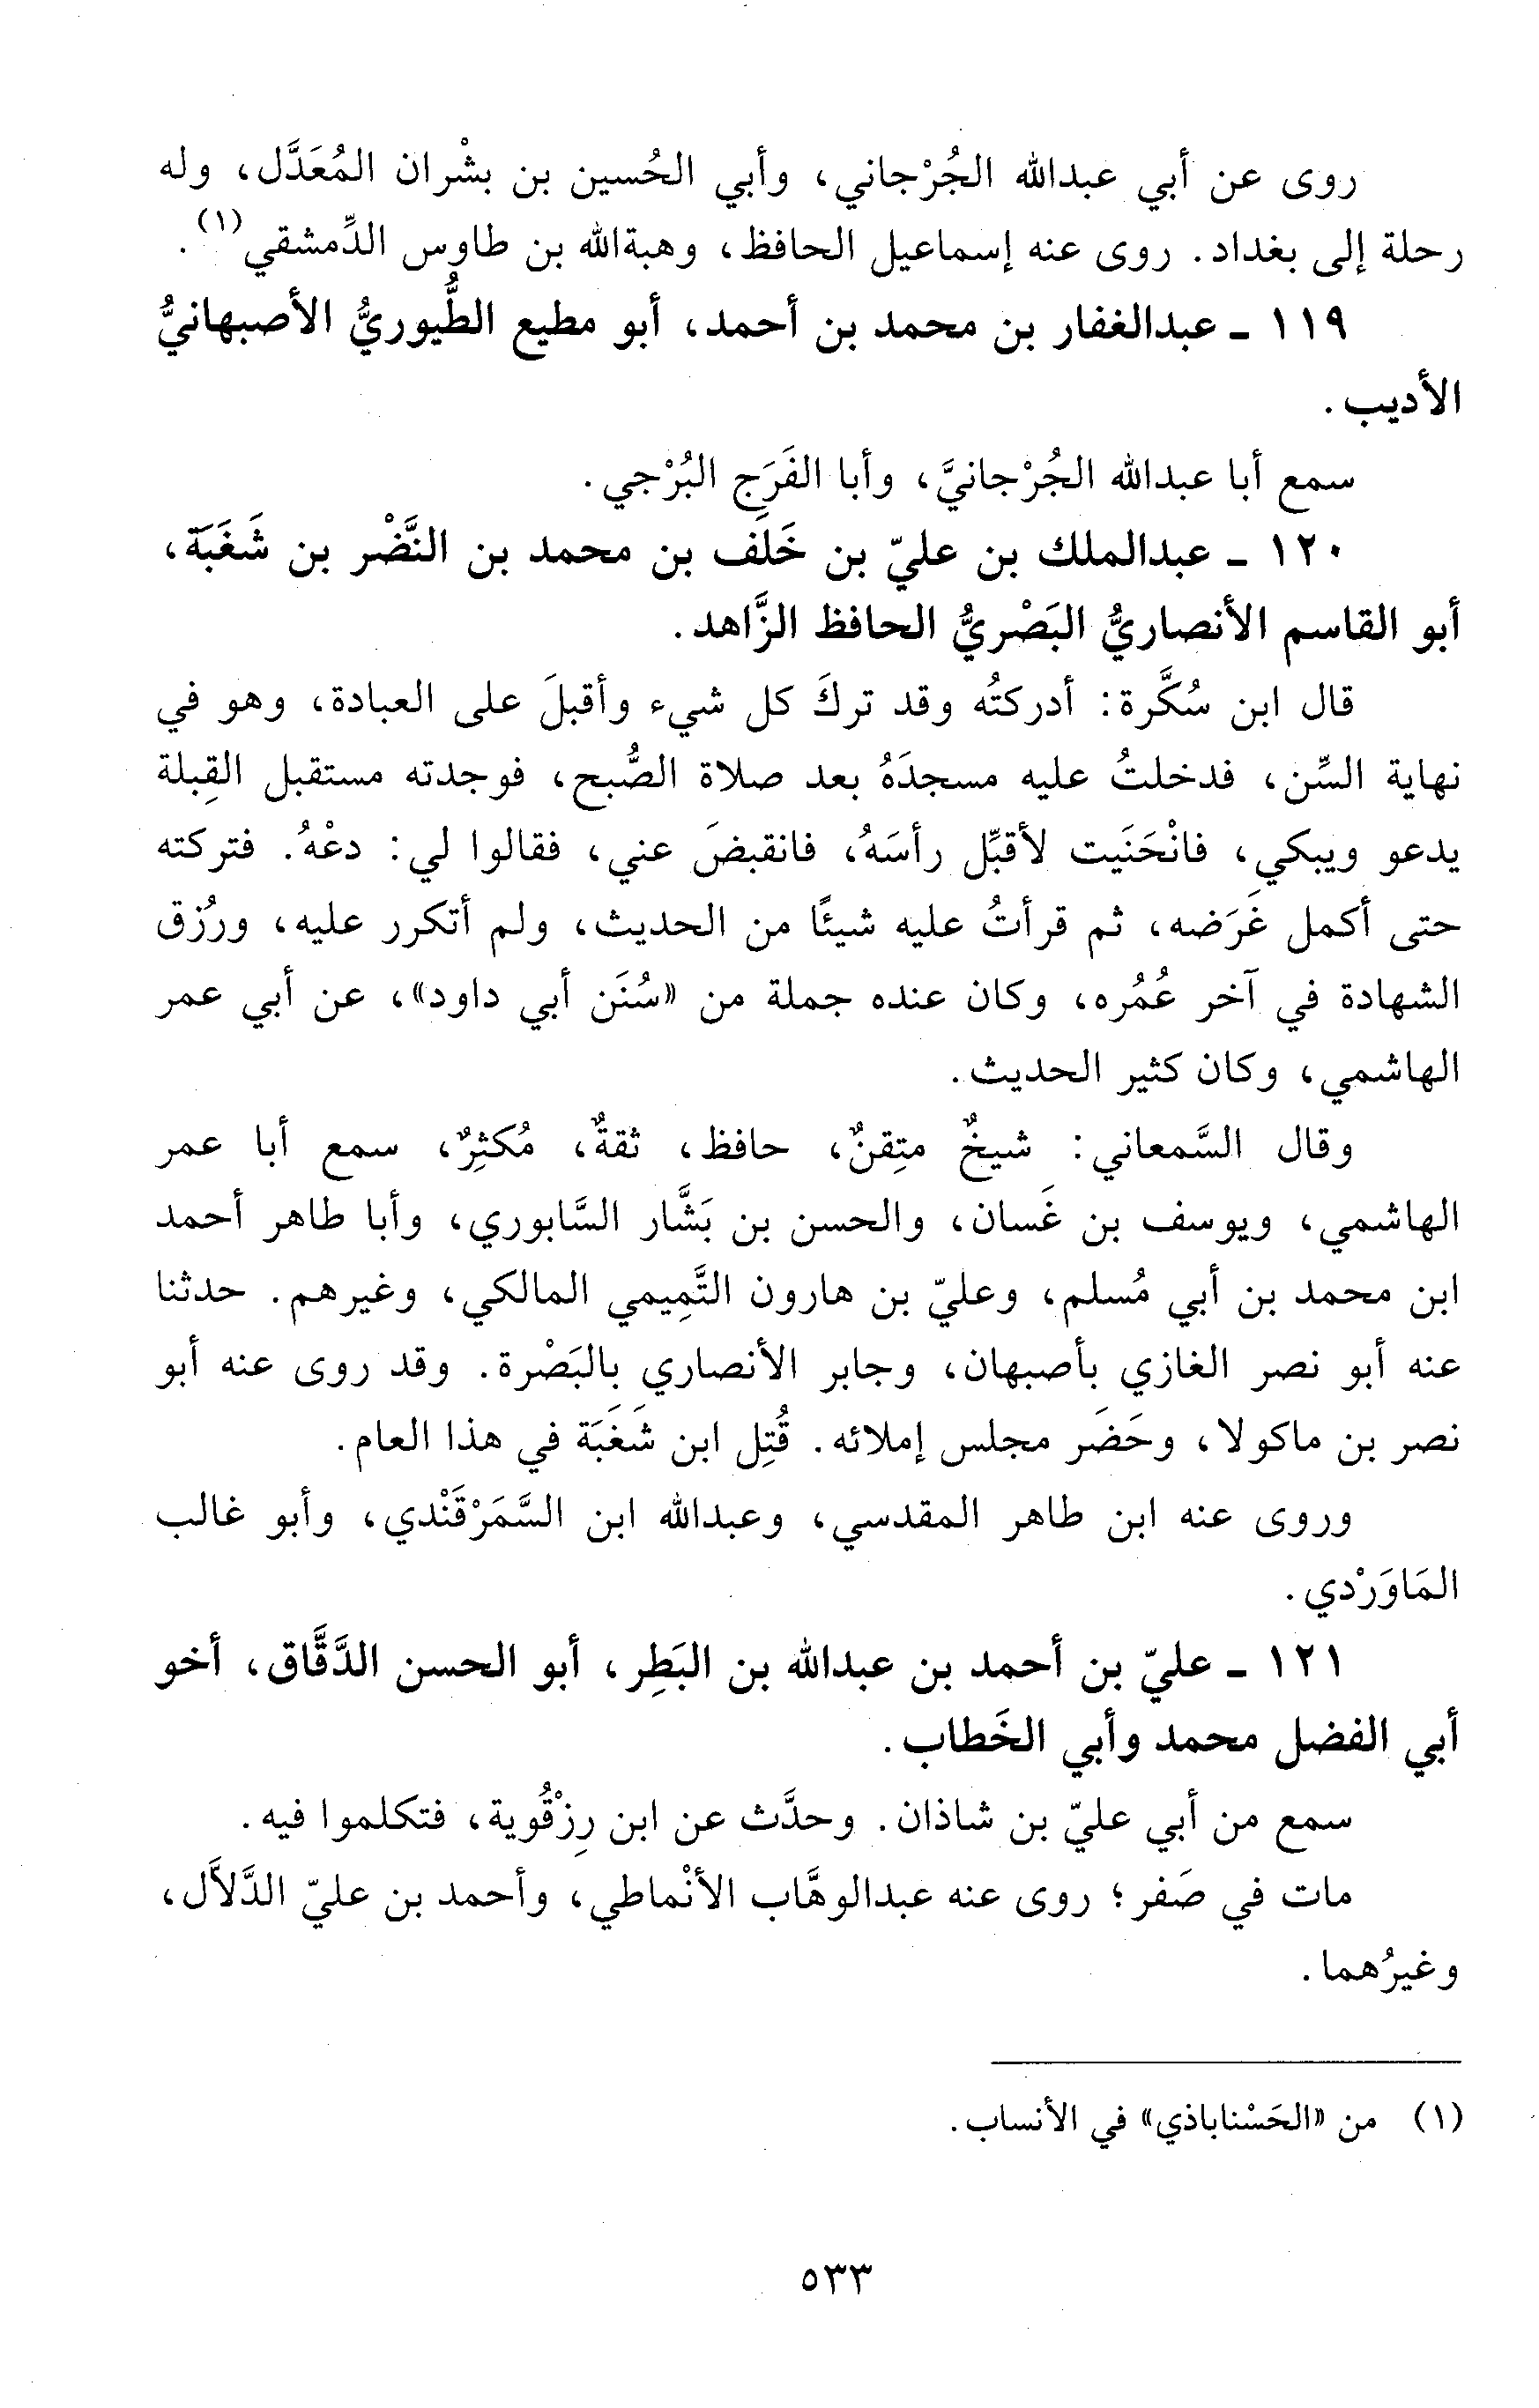 روى عن أبي عبدالله الجُرْجاني، وأبي الحُسين بن بشْران المُعَدَّل، وله
رحلة إلى بغداد. روى عنه إسماعيل الحافظ، وهبةالله بن طاوس الدِّمشقي(١).
١١٩ ـ عبدالغفار بن محمد بن أحمد، أبو مطيع الطُّيوريُّ الأصبهانيُّ
الأديب.
سمع أبا عبدالله الجُرْجانيَّ، وأبا الفَرَجِ البُرْجي.
١٢٠ ـ عبدالملك بن عليّ بن خَلَف بن محمد بن النَّضْر بن شَغَبَة،
أبو القاسم الأنصاريُّ البَصْريُّ الحافظ الزَّاهد.
قال ابن سُكَّرة: أدركتُه وقد تركَ كل شيء وأقبلَ على العبادة، وهو في
نهاية السِّن، فدخلتُ عليه مسجدَهُ بعد صلاة الصُّبح، فوجدته مستقبل القِبلة
يدعو ويبكي، فانْحَنَيت لأقبِّل رأسَهُ، فانقبضَ عني، فقالوا لي: دعْهُ. فتركته
حتى أكمل غَرَضه، ثم قرأتُ عليه شيئًا من الحديث، ولم أتكرر عليه، ورُزق
الشهادة في آخر عُمُره، وكان عنده جملة من «سُنَن أبي داود»، عن أبي عمر
الهاشمي، وكان كثير الحديث.
وقال السَّمعاني: شيخٌ متِقنٌ، حافظ، ثقةٌ، مُكثِرٌ، سمع أبا عمر
الهاشمي، ويوسف بن غَسان، والحسن بن بَشَّار السَّابوري، وأبا طاهر أحمد
ابن محمد بن أبي مُسلم، وعليّ بن هارون التَّمِيمي المالكي، وغيرهم. حدثنا
عنه أبو نصر الغازي بأصبهان، وجابر الأنصاري بِالبَصْرة. وقد روى عنه أبو
نصر بن ماكولا، وحَضَر مجلس إملائه. قُتِل ابن شَغَبَة في هذا العام.
وروى عنه ابن طاهر المقدسي، وعبدالله ابن السَّمَرْقَنْدي، وأبو غالب
المَاوَرْدي.
١٢١ ـ عليّ بن أحمد بن عبدالله بن البَطِر، أبو الحسن الدَّقَّاق، أخو
أبي الفضل محمد وأبي الخَطاب.
سمع من أبي عليّ بن شاذان. وحدَّث عن ابن رِزْقُوية، فتكلموا فيه.
مات في صَفر؛ روى عنه عبدالوهَّاب الأنْماطي، وأحمد بن عليّ الدَّلاَّل،
وغيرُهما.
(١) من «الحَسْناباذي» في الأنساب.
٥٣٣